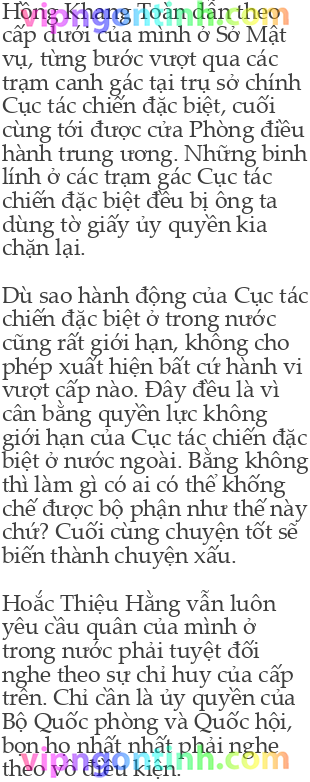 Hồng Khang Toàn dẫn theo
cấp dưới của mình ở Sở Mật
vụ, từng bước vượt qua các
trạm canh gác tại trụ sở chính
Cục tác chiến đặc biệt, cuối
cùng tới được cửa Phòng điều
hành trung ương. Những binh
lính ở các trạm gác Cục tác
chiến đặc biệt đều bị ông ta
dùng tờ giấy ủy quyền kia
chặn lại.
Dù sao hành động của Cục tác
chiến đặc biệt ở trong nước
cũng rất giới hạn, không cho
phép xuất hiện bất cứ hành vi
vượt cấp nào. Đây đều là vì
cân bằng quyền lực không
giới hạn của Cục tác chiến đặc
biệt ở nước ngoài. Bằng không
thì làm gì có ai có thể khống
chế được bộ phận như thế này
chứ? Cuối cùng chuyện tốt sẽ
biến thành chuyện xấu.
Hoắc Thiệu Hằng vẫn luôn
yêu cầu quân của mình ở
trong nước phải tuyệt đối
nghe theo sự chỉ huy của cấp
trên. Chỉ cần là ủy quyền của
Bộ Quốc phòng và Quốc hội,
bọn họ nhất nhất phải nghe
theo vô điều kiện.
vipngontinh.com
vipngontinh.com
vipngontinh.com
vipngontinh.com